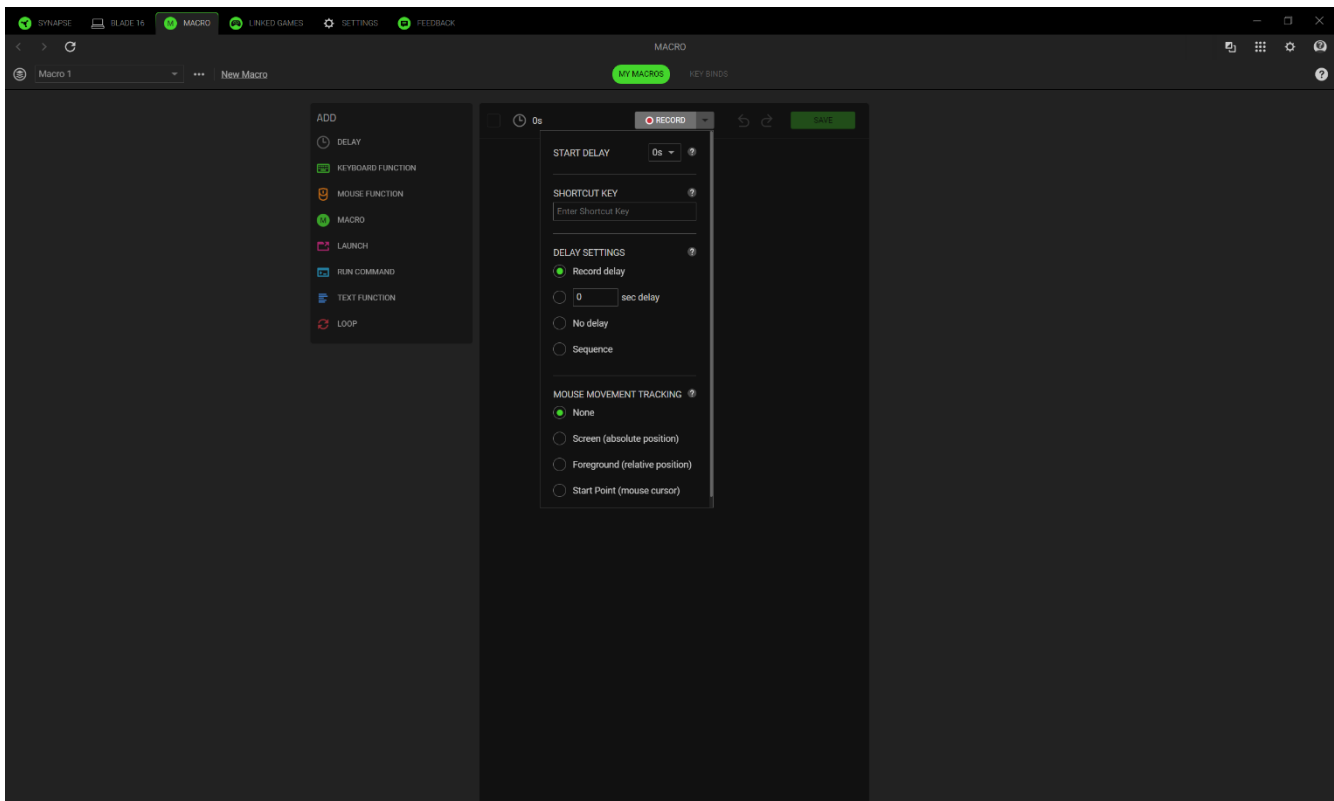 SYNAPSE BLADE 16 MACRO LINKED GAMES SETTINGS FEEDBACK
MACRO
Macro 1 New Macro MY MACROS KEY BINDS
ADD
DELAY
KEYBOARD FUNCTION
MOUSE FUNCTION
MACRO
LAUNCH
RUN COMMAND
TEXT FUNCTION
LOOP
0s RECORD SAVE
START DELAY 0s
SHORTCUT KEY
Enter Shortcut Key
DELAY SETTINGS
Record delay
0 sec delay
No delay
Sequence
MOUSE MOVEMENT TRACKING
None
Screen (absolute position)
Foreground (relative position)
Start Point (mouse cursor)